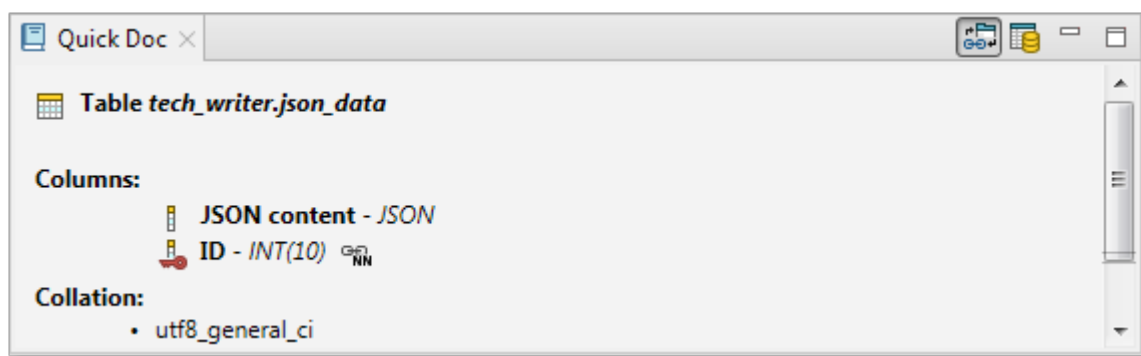 Quick Doc
Table tech_writer.json_data
Columns:
JSON content - JSON
ID - INT(10) NN
Collation:
• utf8_general_ci